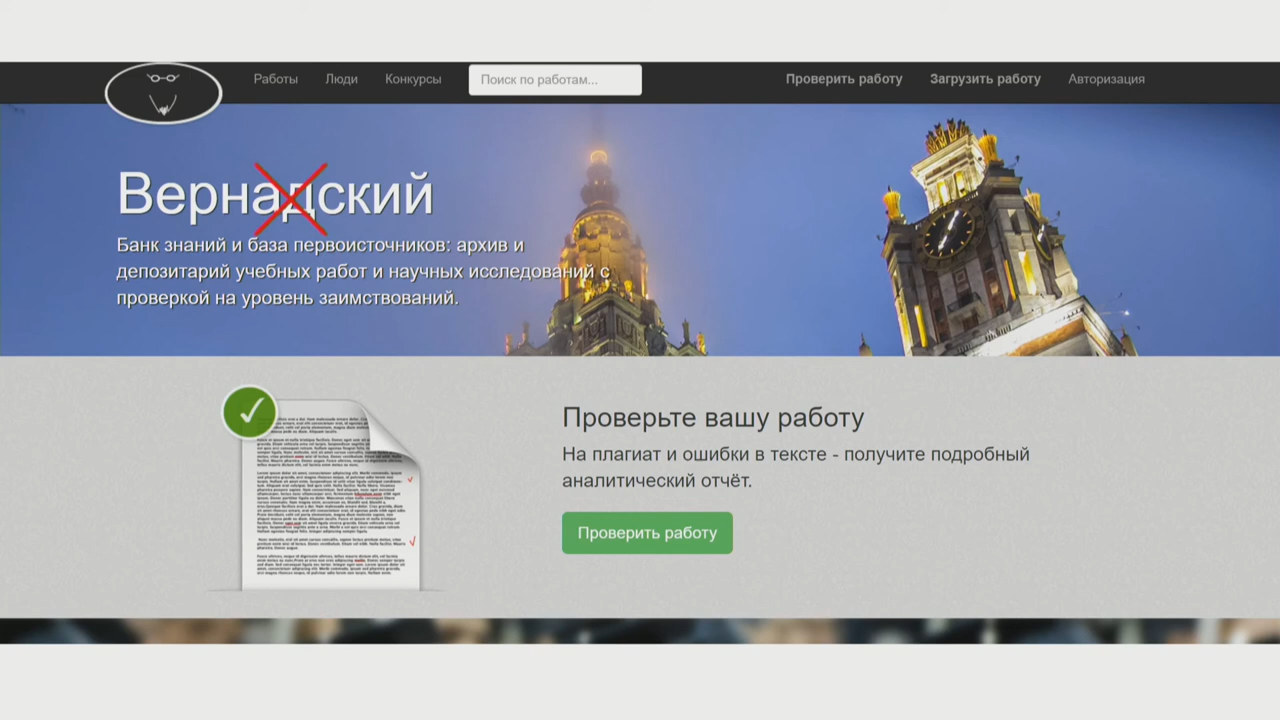 Работы Люди Конкурсы Поиск по работам... Проверить работу Загрузить работу Авторизация
Вернадский
Банк знаний и база первоисточников: архив и
депозитарий учебных работ и научных исследований с
проверкой на уровень заимствований.
Проверьте вашу работу
На плагиат и ошибки в тексте - получите подробный
аналитический отчёт.
Проверить работу